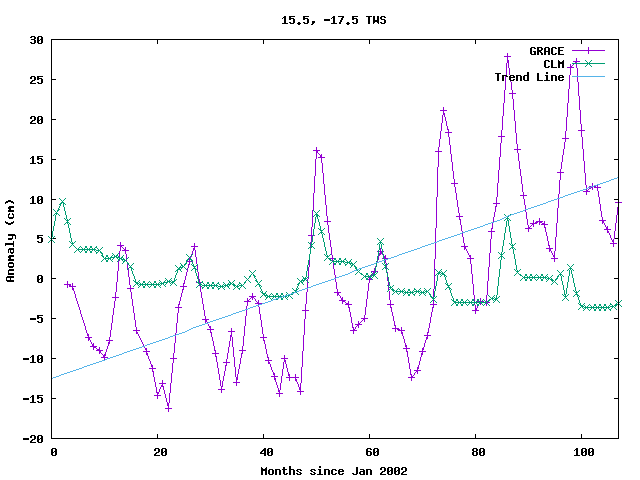 15.5, -17.5 TWS
30
25
20
15
10
5
0
-5
-10
-15
-20
Anomaly (cm)
GRACE
CLM
Trend Line
0 20 40 60 80 100
Months since Jan 2002